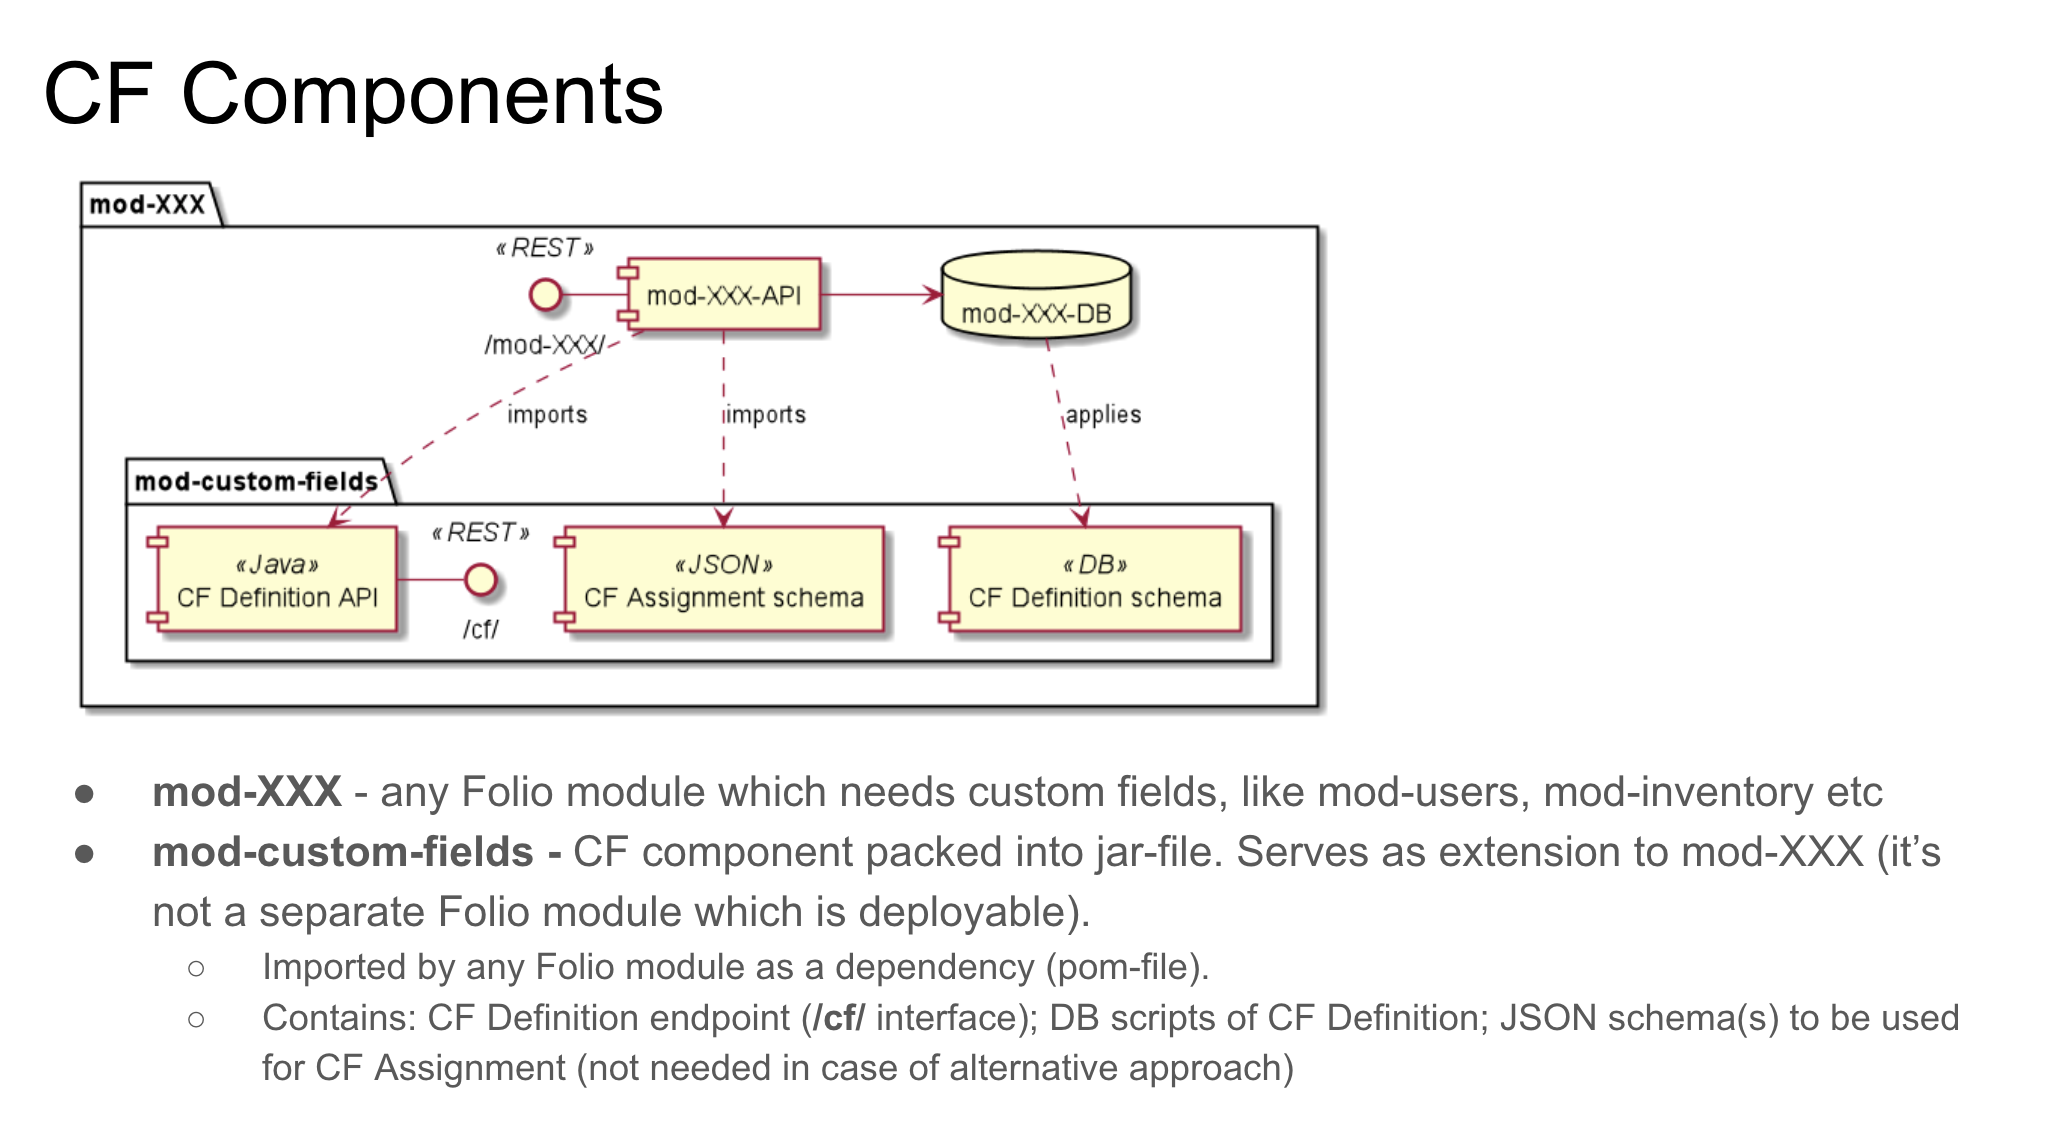 CF Components
mod-XXX
«REST»
mod-XXX-API
mod-XXX-DB
/mod-XXX/
imports
imports
applies
mod-custom-fields
«Java»
CF Definition API
«REST»
/cf/
«JSON»
CF Assignment schema
«DB»
CF Definition schema
● mod-XXX - any Folio module which needs custom fields, like mod-users, mod-inventory etc
● mod-custom-fields - CF component packed into jar-file. Serves as extension to mod-XXX (it’s
not a separate Folio module which is deployable).
○ Imported by any Folio module as a dependency (pom-file).
○ Contains: CF Definition endpoint (/cf/ interface); DB scripts of CF Definition; JSON schema(s) to be used
for CF Assignment (not needed in case of alternative approach)